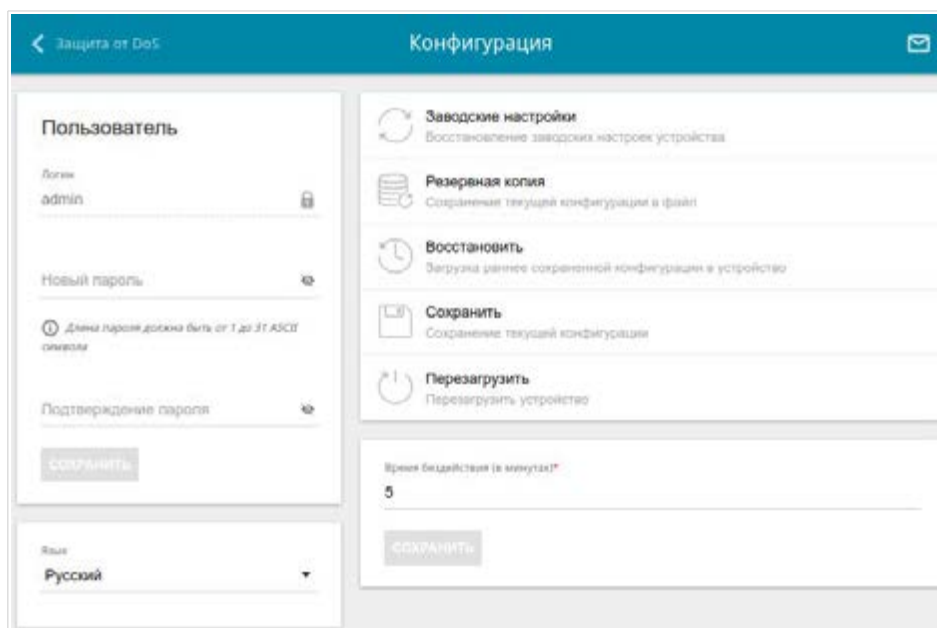 Защита от DoS
Конфигурация
Пользователь
Логин
admin
Новый пароль
Длина пароля должна быть от 1 до 31 ASCII
символа
Подтверждение пароля
СОХРАНИТЬ
Язык
Русский
Заводские настройки
Восстановление заводских настроек устройства
Резервная копия
Сохранение текущей конфигурации в файл
Восстановить
Загрузка раннее сохраненной конфигурации в устройство
Сохранить
Сохранение текущей конфигурации
Перезагрузить
Перезагрузить устройство
Время бездействия (в минутах)*
5
СОХРАНИТЬ